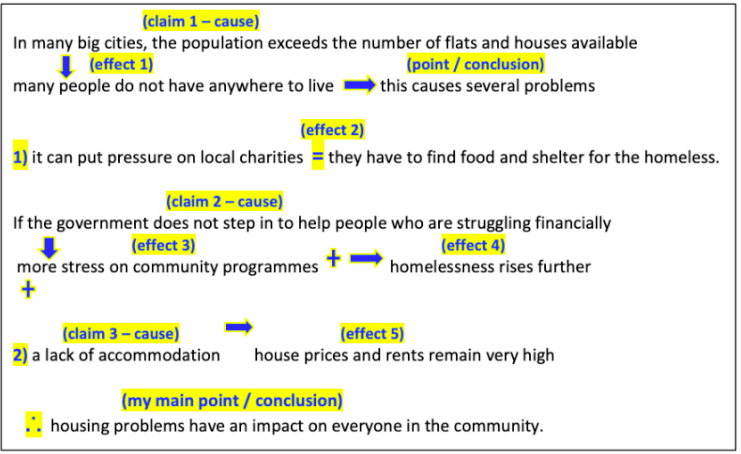 (claim 1 – cause)
In many big cities, the population exceeds the number of flats and houses available
(effect 1) (point / conclusion)
many people do not have anywhere to live this causes several problems
(effect 2)
1) it can put pressure on local charities = they have to find food and shelter for the homeless.
(claim 2 – cause)
If the government does not step in to help people who are struggling financially
(effect 3) (effect 4)
more stress on community programmes + homelessness rises further
+
(claim 3 – cause) (effect 5)
2) a lack of accommodation house prices and rents remain very high
(my main point / conclusion)
∴ housing problems have an impact on everyone in the community.